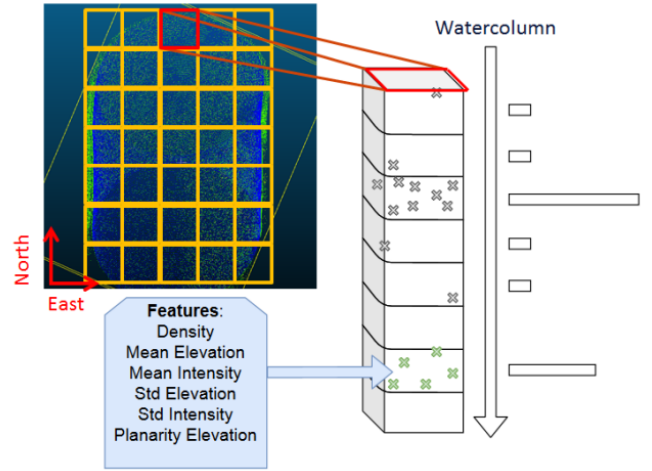 Watercolumn
North
East
Features:
Density
Mean Elevation
Mean Intensity
Std Elevation
Std Intensity
Planarity Elevation